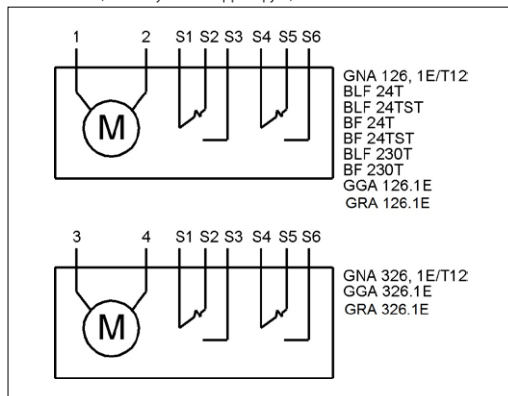 1 2 S1 S2 S3 S4 S5 S6
M
GNA 126, 1E/T12
BLF 24T
BLF 24TST
BF 24T
BF 24TST
BLF 230T
BF 230T
GGA 126.1E
GRA 126.1E
3 4 S1 S2 S3 S4 S5 S6
M
GNA 326, 1E/T12
GGA 326.1E
GRA 326.1E